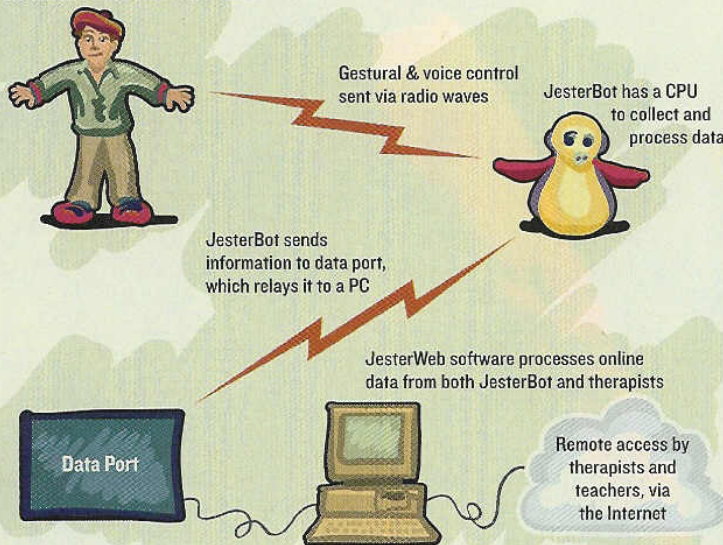 Gestural & voice control
sent via radio waves
JesterBot has a CPU
to collect and
process data
JesterBot sends
information to data port,
which relays it to a PC
JesterWeb software processes online
data from both JesterBot and therapists
Data Port
Remote access by
therapists and
teachers, via
the Internet